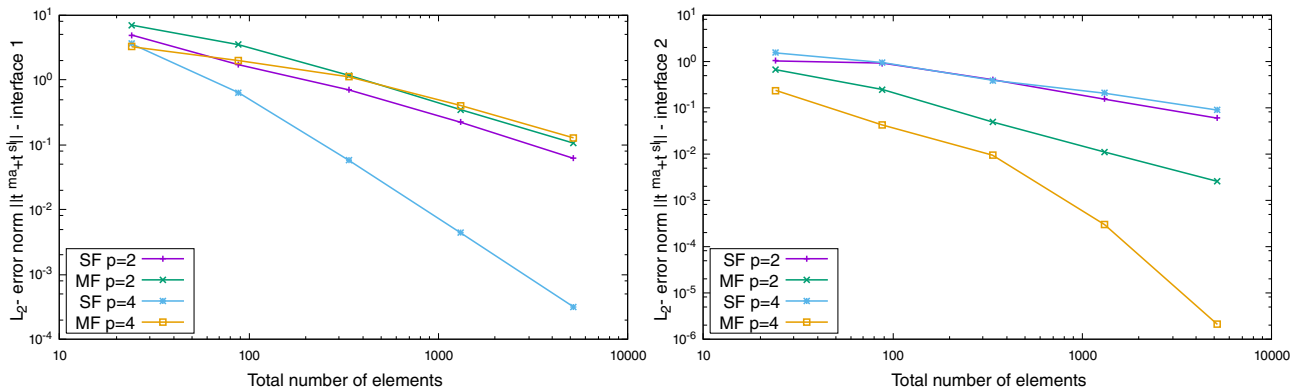 L2- error norm ||t ma+t sl|| - interface 1
10^1
10^0
10^-1
10^-2
10^-3
10^-4
SF p=2
MF p=2
SF p=4
MF p=4
10
100
1000
10000
Total number of elements
L2- error norm ||t ma+t sl|| - interface 2
10^1
10^0
10^-1
10^-2
10^-3
10^-4
10^-5
10^-6
SF p=2
MF p=2
SF p=4
MF p=4
10
100
1000
10000
Total number of elements